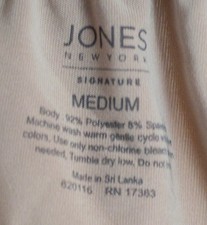 JONES
NEW YORK
SIGNATURE
MEDIUM
Body 92% Polyester 8%
Machine wash warm gentle cycle
colors, Use only non-chlorine bleach
needed, Tumble dry low, Do not
Made in Sri Lanka
620116 RN 17363